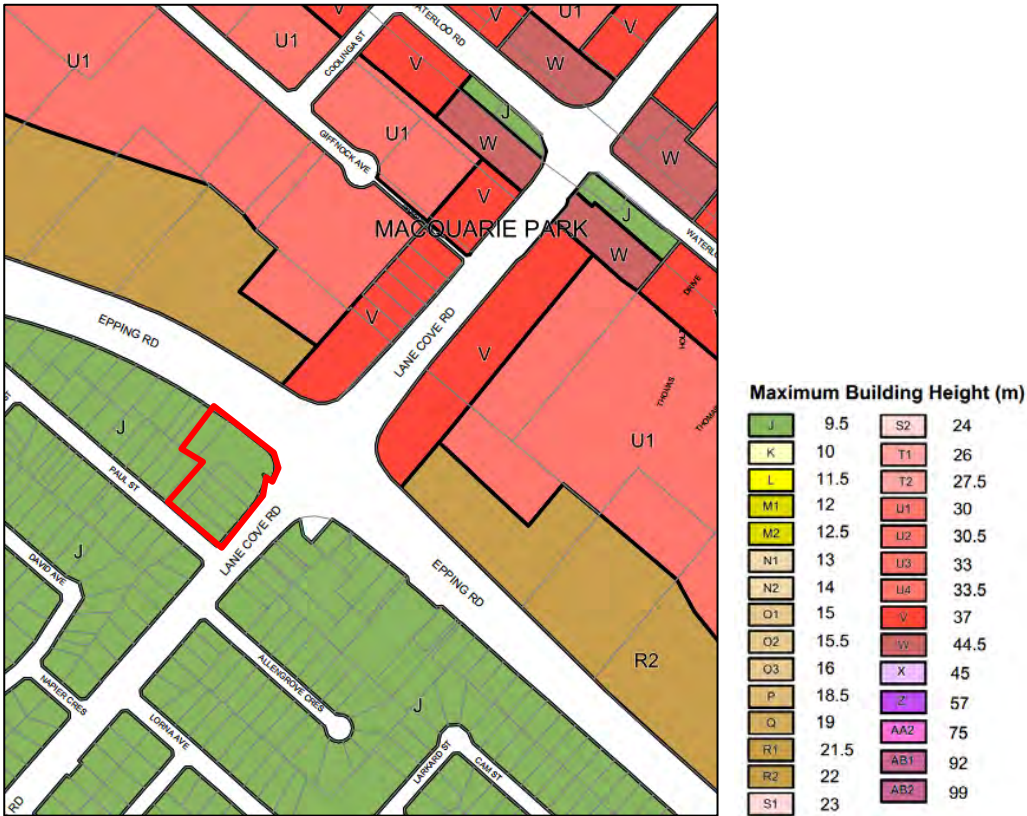 V
WATERLOO RD
V
U1
V
U1
COOLINGA ST
W
U1
V
J
U1
GIFFNOCK AVE
W
W
V
J
MACQUARIE PARK
W
DRIVE
V
EPPING RD
LANE COVE RD
V
THOMAS
U1
J
PAUL ST
LANE COVE RD
EPPING RD
DAVID AVE
J
R2
ALLENGROVE CRES
NAPIER CRES
LORNA AVE
J
LARKARD ST
CAM ST
RD
Maximum Building Height (m)
J 9.5
K 10
L 11.5
M1 12
M2 12.5
N1 13
N2 14
O1 15
O2 15.5
O3 16
P 18.5
Q 19
R1 21.5
R2 22
S1 23
S2 24
T1 26
T2 27.5
U1 30
U2 30.5
U3 33
U4 33.5
V 37
W 44.5
X 45
Z 57
AA2 75
AB1 92
AB2 99